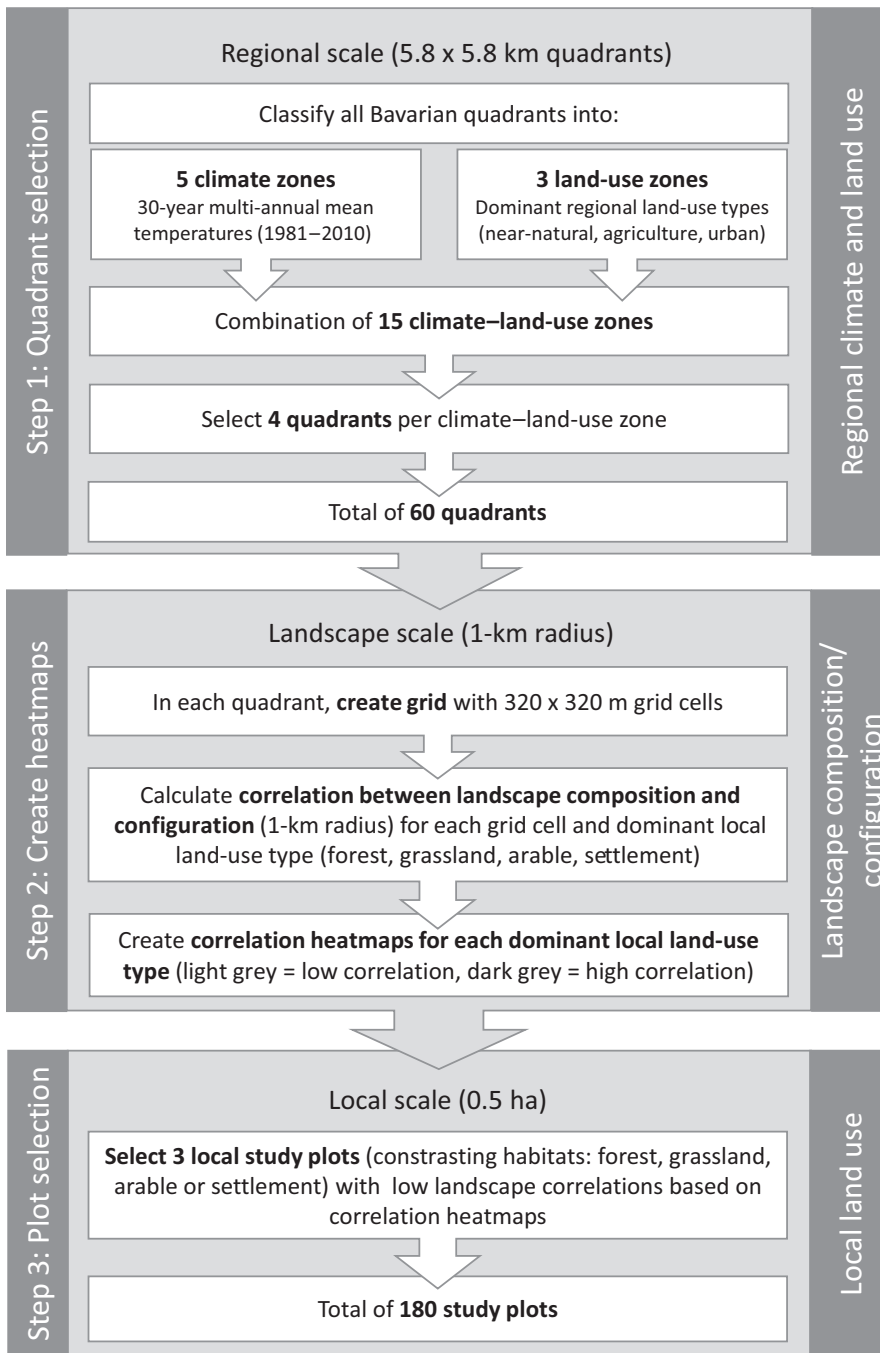 Step 1: Quadrant selection
Regional climate and land use
Regional scale (5.8 x 5.8 km quadrants)
Classify all Bavarian quadrants into:
5 climate zones
30-year multi-annual mean
temperatures (1981–2010)
3 land-use zones
Dominant regional land-use types
(near-natural, agriculture, urban)
Combination of 15 climate–land-use zones
Select 4 quadrants per climate–land-use zone
Total of 60 quadrants
Step 2: Create heatmaps
Landscape composition/
configuration
Landscape scale (1-km radius)
In each quadrant, create grid with 320 x 320 m grid cells
Calculate correlation between landscape composition and
configuration (1-km radius) for each grid cell and dominant local
land-use type (forest, grassland, arable, settlement)
Create correlation heatmaps for each dominant local land-use
type (light grey = low correlation, dark grey = high correlation)
Step 3: Plot selection
Local land use
Local scale (0.5 ha)
Select 3 local study plots (constrasting habitats: forest, grassland,
arable or settlement) with low landscape correlations based on
correlation heatmaps
Total of 180 study plots